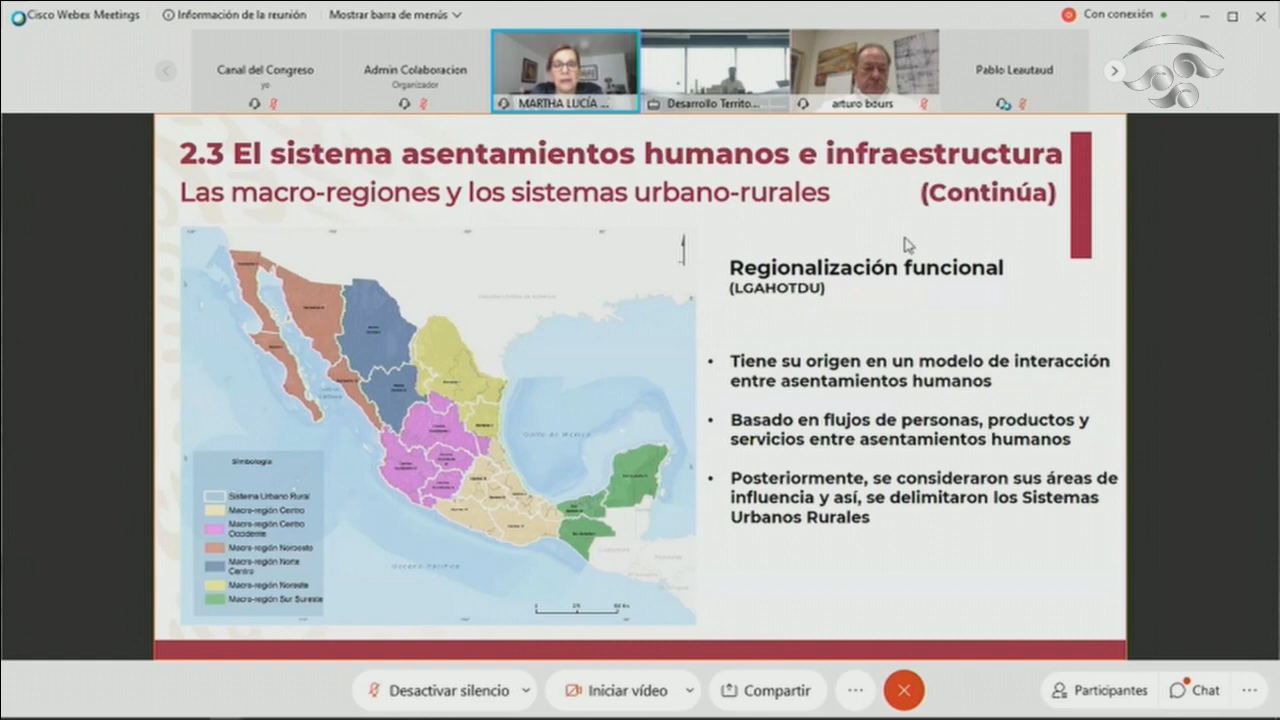 Cisco Webex Meetings
Información de la reunión
Mostrar barra de menús
Con conexión
Canal del Congreso
yo
Admin Colaboracion
Organizador
MARTHA LUCÍA ...
Desarrollo Territo...
arturo bours
Pablo Leautaud
2.3 El sistema asentamientos humanos e infraestructura
Las macro-regiones y los sistemas urbano-rurales (Continúa)
Regionalización funcional
(LGAHOTDU)
• Tiene su origen en un modelo de interacción
entre asentamientos humanos
• Basado en flujos de personas, productos y
servicios entre asentamientos humanos
• Posteriormente, se consideraron sus áreas de
influencia y así, se delimitaron los Sistemas
Urbanos Rurales
Golfo de México
Océano Pacífico
Simbología
Sistema Urbano Rural
Macro-región Centro
Macro-región Centro
Occidente
Macro-región Noroeste
Macro-región Norte
Centro
Macro-región Noreste
Macro-región Sur Sureste
Desactivar silencio
Iniciar vídeo
Compartir
Participantes
Chat